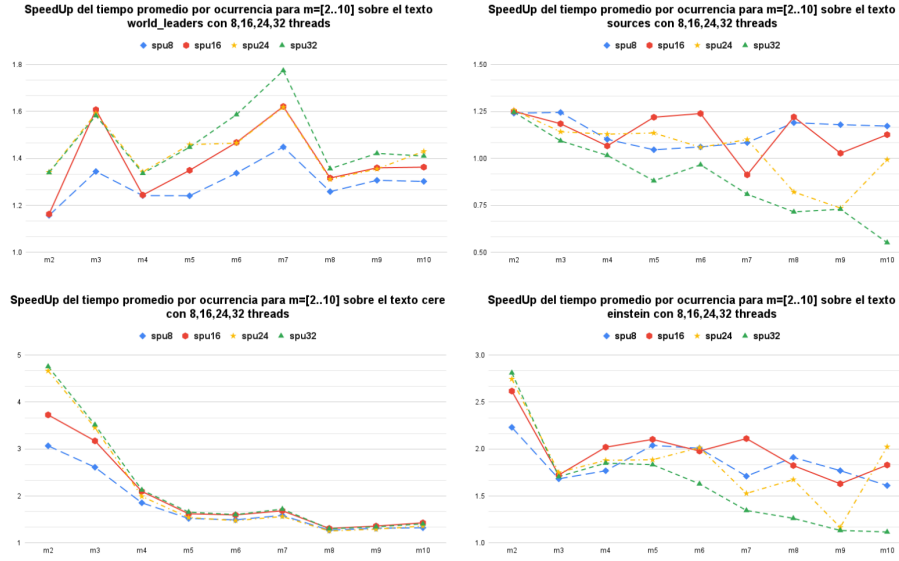 SpeedUp del tiempo promedio por ocurrencia para m=[2..10] sobre el texto
world_leaders con 8,16,24,32 threads
spu8 spu16 spu24 spu32
1.8
1.6
1.4
1.2
1.0
m2 m3 m4 m5 m6 m7 m8 m9 m10
SpeedUp del tiempo promedio por ocurrencia para m=[2..10] sobre el texto
sources con 8,16,24,32 threads
spu8 spu16 spu24 spu32
1.50
1.25
1.00
0.75
0.50
m2 m3 m4 m5 m6 m7 m8 m9 m10
SpeedUp del tiempo promedio por ocurrencia para m=[2..10] sobre el texto cere
con 8,16,24,32 threads
spu8 spu16 spu24 spu32
5
4
3
2
1
m2 m3 m4 m5 m6 m7 m8 m9 m10
SpeedUp del tiempo promedio por ocurrencia para m=[2..10] sobre el texto
einstein con 8,16,24,32 threads
spu8 spu16 spu24 spu32
3.0
2.5
2.0
1.5
1.0
m2 m3 m4 m5 m6 m7 m8 m9 m10